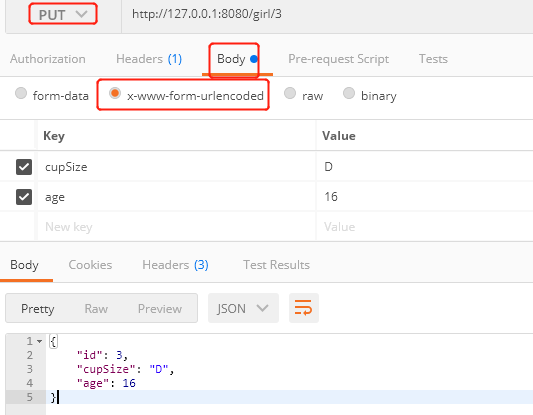 PUT http://127.0.0.1:8080/girl/3
Authorization Headers (1) Body Pre-request Script Tests
form-data x-www-form-urlencoded raw binary
Key Value
cupSize D
age 16
New key Value
Body Cookies Headers (3) Test Results
Pretty Raw Preview JSON
1 {
2 "id": 3,
3 "cupSize": "D",
4 "age": 16
5 }